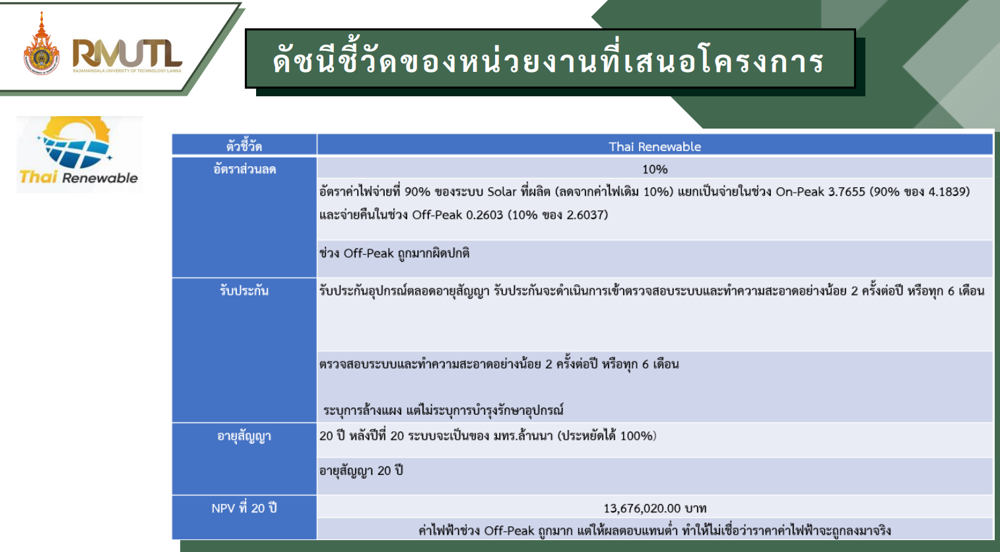 RMUTL
RAJAMANGALA UNIVERSITY OF TECHNOLOGY LANNA
ดัชนีชี้วัดของหน่วยงานที่เสนอโครงการ
Thai Renewable
ตัวชี้วัด
Thai Renewable
อัตราส่วนลด
10%
อัตราค่าไฟจ่ายที่ 90% ของระบบ Solar ที่ผลิต (ลดจากค่าไฟเดิม 10%) แยกเป็นจ่ายในช่วง On-Peak 3.7655 (90% ของ 4.1839)
และจ่ายคืนในช่วง Off-Peak 0.2603 (10% ของ 2.6037)
ช่วง Off-Peak ถูกมากผิดปกติ
รับประกัน
รับประกันอุปกรณ์ตลอดอายุสัญญา รับประกันจะดำเนินการเข้าตรวจสอบระบบและทำความสะอาดอย่างน้อย 2 ครั้งต่อปี หรือทุก 6 เดือน
ตรวจสอบระบบและทำความสะอาดอย่างน้อย 2 ครั้งต่อปี หรือทุก 6 เดือน
ระบุการล้างแผง แต่ไม่ระบุการบำรุงรักษาอุปกรณ์
อายุสัญญา
20 ปี หลังปีที่ 20 ระบบจะเป็นของ มทร.ล้านนา (ประหยัดได้ 100%)
อายุสัญญา 20 ปี
NPV ที่ 20 ปี
13,676,020.00 บาท
ค่าไฟฟ้าช่วง Off-Peak ถูกมาก แต่ให้ผลตอบแทนต่ำ ทำให้ไม่เชื่อว่าราคาค่าไฟฟ้าจะถูกลงมาจริง